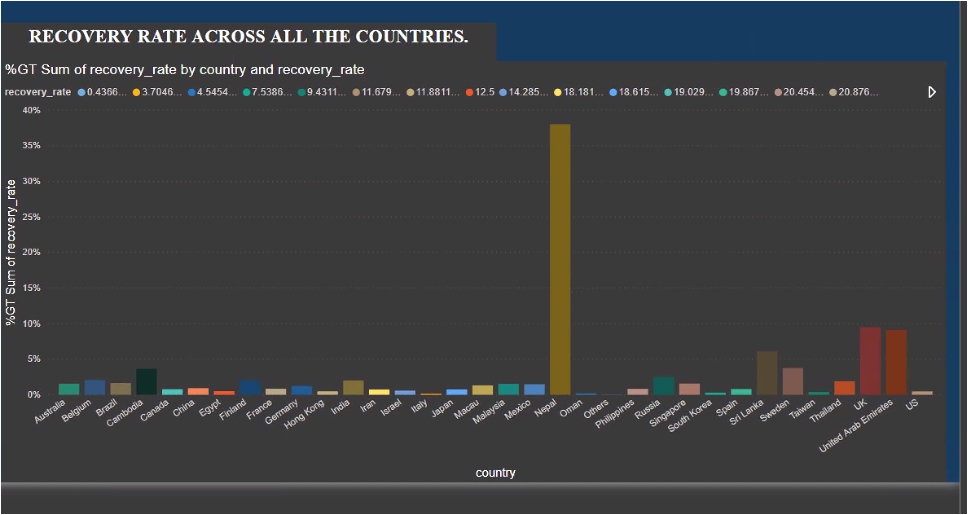 RECOVERY RATE ACROSS ALL THE COUNTRIES.
%GT Sum of recovery_rate by country and recovery_rate
recovery_rate 0.4366... 3.7046... 4.5454... 7.5386... 9.4311... 11.679... 11.8811... 12.5 14.285... 18.181... 18.615... 19.029... 19.867... 20.454... 20.876...
%GT Sum of recovery_rate
40%
35%
30%
25%
20%
15%
10%
5%
0%
Australia
Belgium
Brazil
Cambodia
Canada
China
Egypt
Finland
France
Germany
Hong Kong
India
Iran
Israel
Italy
Japan
Macau
Malaysia
Mexico
Nepal
Oman
Others
Philippines
Russia
Singapore
South Korea
Spain
Sri Lanka
Sweden
Taiwan
Thailand
UK
United Arab Emirates
US
country